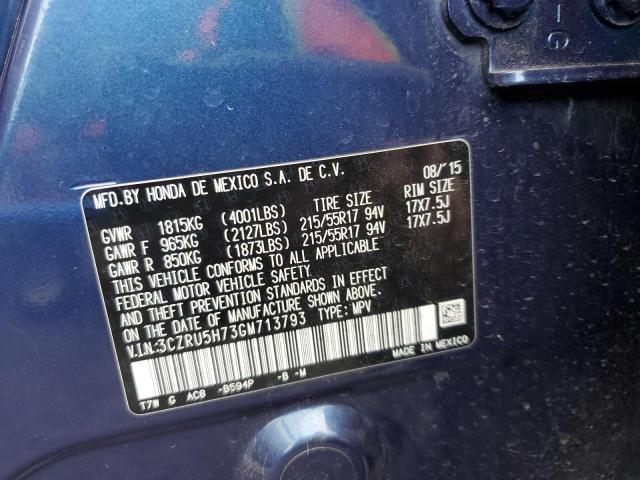 MFD.BY HONDA DE MEXICO S.A. DE C.V. 08/'15
TIRE SIZE RIM SIZE
GVWR 1815KG (4001LBS)
GAWR F 965KG (2127LBS) 215/55R17 94V 17X7.5J
GAWR R 850KG (1873LBS) 215/55R17 94V 17X7.5J
THIS VEHICLE CONFORMS TO ALL APPLICABLE
FEDERAL MOTOR VEHICLE SAFETY
AND THEFT PREVENTION STANDARDS IN EFFECT
ON THE DATE OF MANUFACTURE SHOWN ABOVE.
V.I.N:3CZRU5H73GM713793 TYPE: MPV
MADE IN MEXICO
T7W G AC8 -B594P -B -M